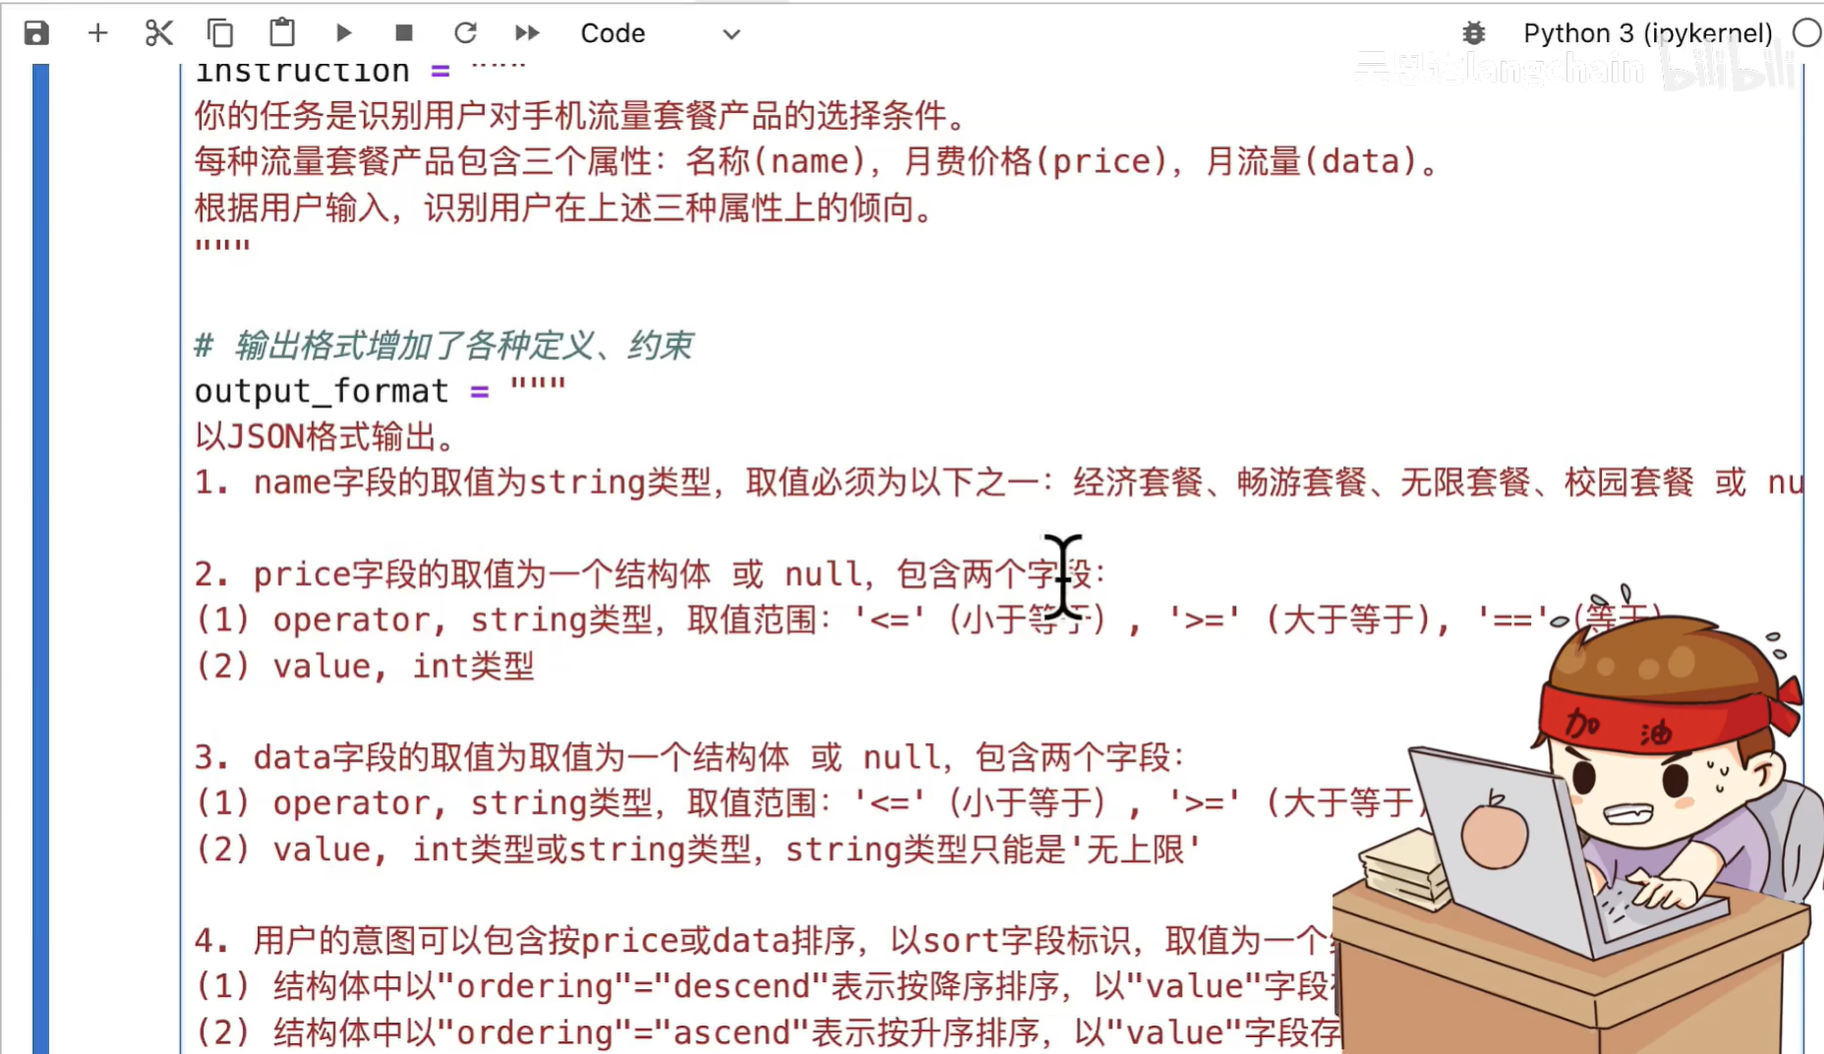 Code
Python 3 (ipykernel)
langchain bilibili
instruction = """
你的任务是识别用户对手机流量套餐产品的选择条件。
每种流量套餐产品包含三个属性：名称(name)，月费价格(price)，月流量(data)。
根据用户输入，识别用户在上述三种属性上的倾向。
"""
# 输出格式增加了各种定义、约束
output_format = """
以JSON格式输出。
1. name字段的取值为string类型，取值必须为以下之一：经济套餐、畅游套餐、无限套餐、校园套餐 或 nu
2. price字段的取值为一个结构体 或 null，包含两个字段：
(1) operator, string类型，取值范围：'<='（小于等于）, '>=' (大于等于), '==' (等于)
(2) value, int类型
3. data字段的取值为取值为一个结构体 或 null，包含两个字段：
(1) operator, string类型，取值范围：'<='（小于等于）, '>=' (大于等于)
(2) value, int类型或string类型，string类型只能是'无上限'
4. 用户的意图可以包含按price或data排序，以sort字段标识，取值为一个
(1) 结构体中以"ordering"="descend"表示按降序排序，以"value"字段
(2) 结构体中以"ordering"="ascend"表示按升序排序，以"value"字段存
加 油